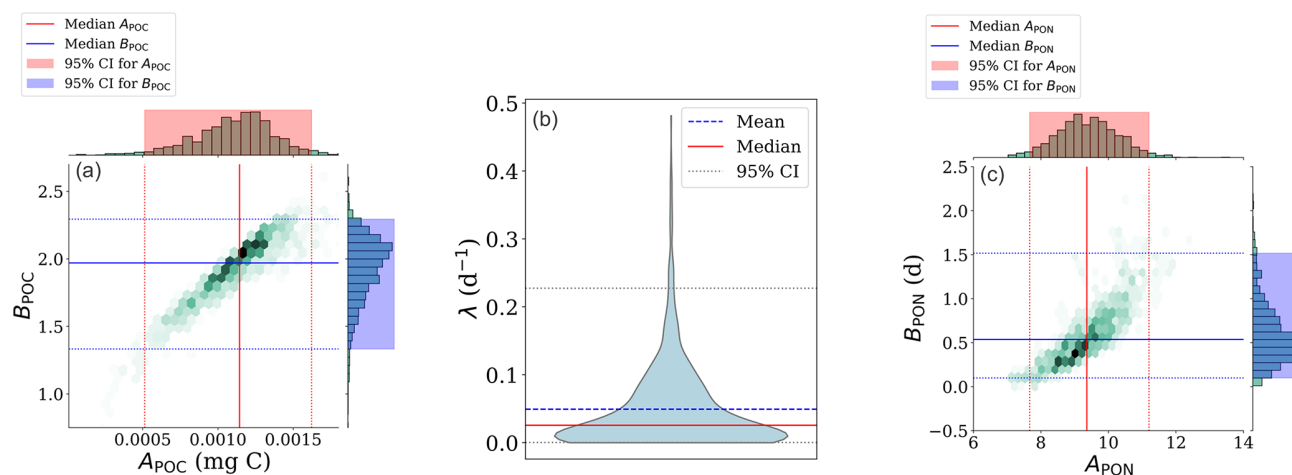 Median A_POC
Median B_POC
95% CI for A_POC
95% CI for B_POC
(a)
2.5
2.0
1.5
1.0
B_POC
0.0005 0.0010 0.0015
A_POC (mg C)
(b)
Mean
Median
95% CI
0.5
0.4
0.3
0.2
0.1
0.0
λ (d⁻¹)
Median A_PON
Median B_PON
95% CI for A_PON
95% CI for B_PON
(c)
2.5
2.0
1.5
1.0
0.5
0.0
−0.5
B_PON (d)
6 8 10 12 14
A_PON